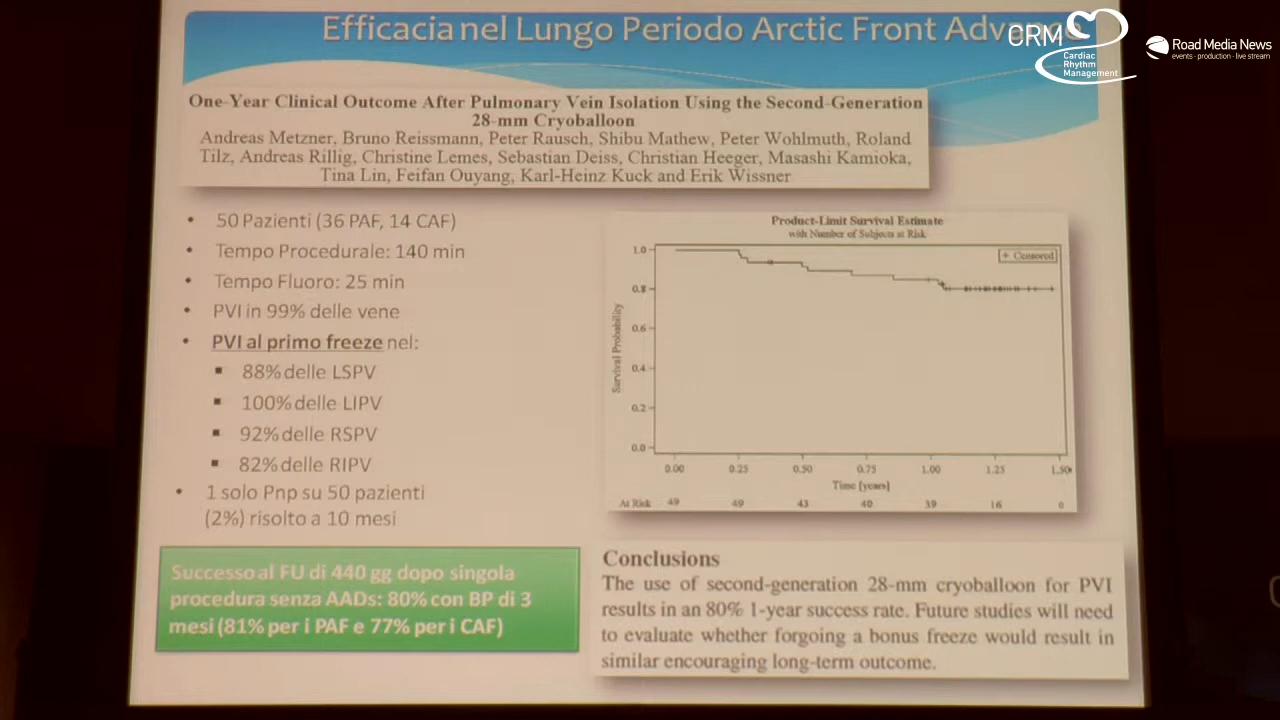 Efficacia nel Lungo Periodo Arctic Front
CRM
Cardiac
Rhythm
Management
Road Media News
events · production · live stream
One-Year Clinical Outcome After Pulmonary Vein Isolation Using the Second-Generation
28-mm Cryoballoon
Andreas Metzner, Bruno Reissmann, Peter Rausch, Shibu Mathew, Peter Wohlmuth, Roland
Tilz, Andreas Rillig, Christine Lemes, Sebastian Deiss, Christian Heeger, Masashi Kamioka,
Tina Lin, Feifan Ouyang, Karl-Heinz Kuck and Erik Wissner
• 50 Pazienti (36 PAF, 14 CAF)
• Tempo Procedurale: 140 min
• Tempo Fluoro: 25 min
• PVI in 99% delle vene
• PVI al primo freeze nel:
▪ 88% delle LSPV
▪ 100% delle LIPV
▪ 92% delle RSPV
▪ 82% delle RIPV
• 1 solo Pnp su 50 pazienti
(2%) risolto a 10 mesi
Successo al FU di 440 gg dopo singola
procedura senza AADs: 80% con BP di 3
mesi (81% per i PAF e 77% per i CAF)
Product-Limit Survival Estimate
with Number of Subjects at Risk
+ Censored
Survival Probability
1.0
0.8
0.6
0.4
0.2
0.0
0.00 0.25 0.50 0.75 1.00 1.25 1.50
Time [years]
At Risk 49 49 43 40 39 16 0
Conclusions
The use of second-generation 28-mm cryoballoon for PVI
results in an 80% 1-year success rate. Future studies will need
to evaluate whether forgoing a bonus freeze would result in
similar encouraging long-term outcome.